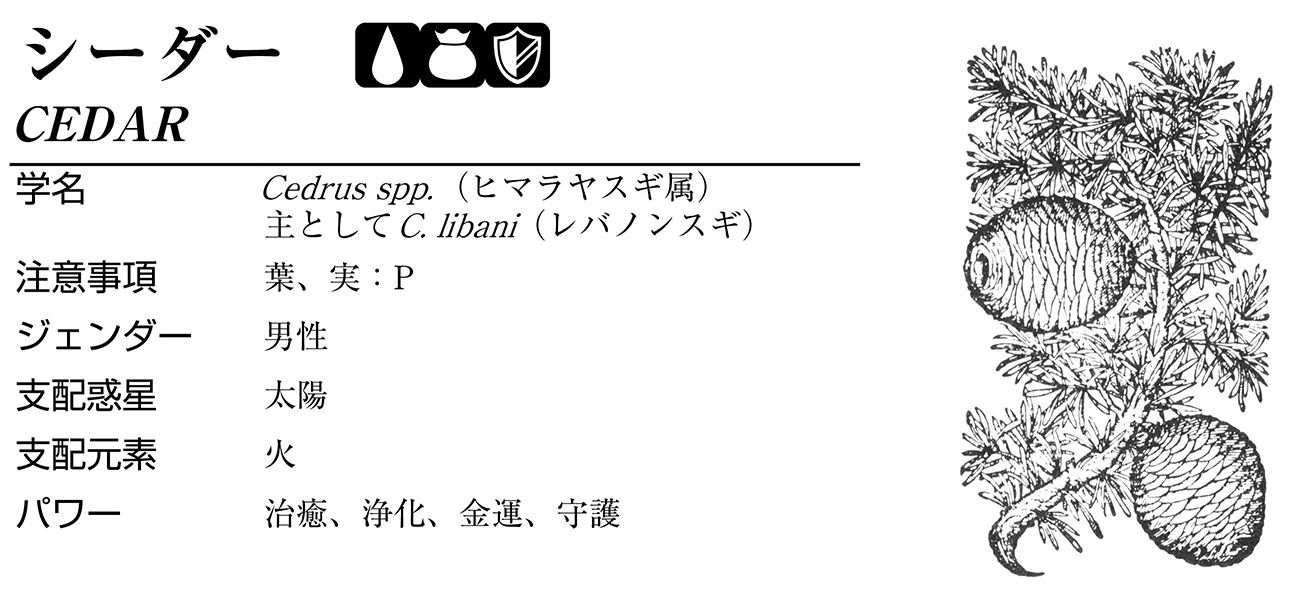 シーダー
CEDAR
学名 Cedrus spp.（ヒマラヤスギ属）
主として C. libani（レバノンスギ）
注意事項 葉、実：P
ジェンダー 男性
支配惑星 太陽
支配元素 火
パワー 治癒、浄化、金運、守護